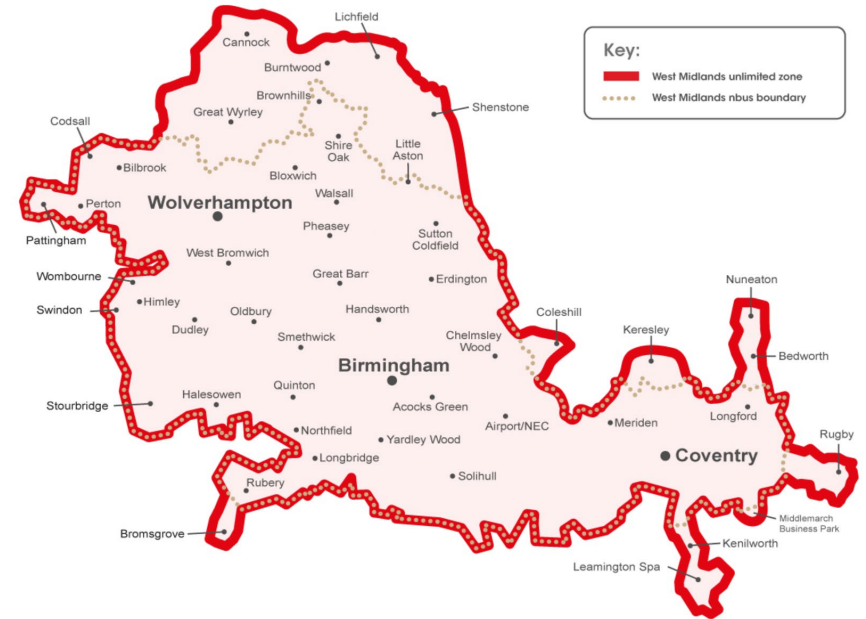 Key:
West Midlands unlimited zone
West Midlands nbus boundary
Lichfield
Cannock
Burntwood
Brownhills
Great Wyrley
Shenstone
Codsall
Shire
Oak
Little
Aston
Bilbrook
Bloxwich
Walsall
Wolverhampton
Perton
Pattingham
Pheasey
Sutton
Coldfield
West Bromwich
Great Barr
Erdington
Wombourne
Nuneaton
Himley
Swindon
Oldbury
Handsworth
Coleshill
Dudley
Keresley
Smethwick
Chelmsley
Wood
Bedworth
Birmingham
Quinton
Halesowen
Stourbridge
Acocks Green
Airport/NEC
Meriden
Longford
Northfield
Yardley Wood
Rugby
Coventry
Longbridge
Solihull
Rubery
Middlemarch
Business Park
Bromsgrove
Kenilworth
Leamington Spa